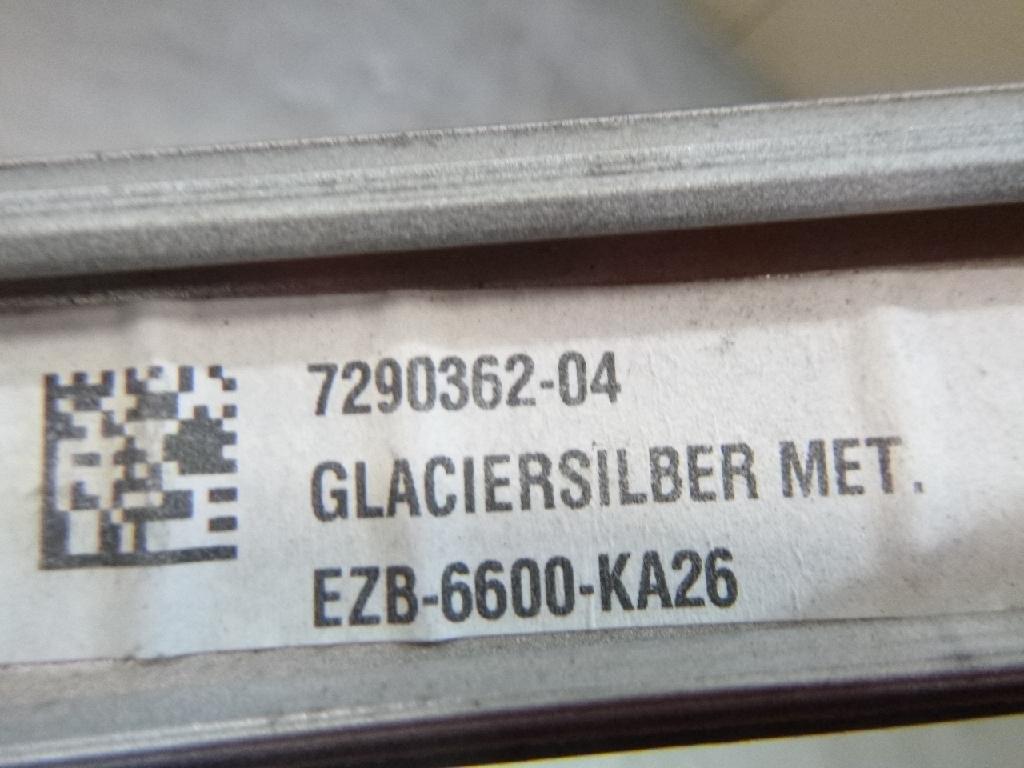 7290362-04
GLACIERSILBER MET.
EZB-6600-KA26